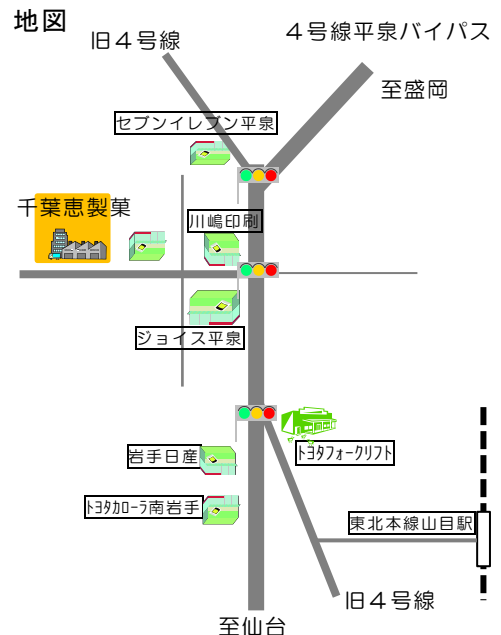 地図
旧４号線
４号線平泉バイパス
至盛岡
セブンイレブン平泉
千葉恵製菓
川嶋印刷
ジョイス平泉
岩手日産
ﾄﾖﾀフォークリフト
ﾄﾖﾀｶﾛｰﾗ南岩手
東北本線山目駅
旧４号線
至仙台